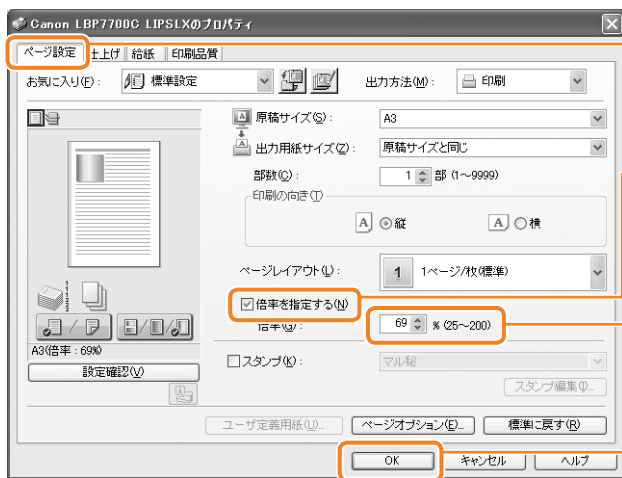 Canon LBP7700C LIPSLXのプロパティ
ページ設定 仕上げ 給紙 印刷品質
お気に入り(F): 標準設定 出力方法(M): 印刷
原稿サイズ(S): A3
出力用紙サイズ(Z): 原稿サイズと同じ
部数(C): 1 部 (1~9999)
印刷の向き(T)
A 縦 A 横
ページレイアウト(L): 1 1ページ/枚(標準)
倍率を指定する(N)
倍率(G): 69 % (25~200)
A3(倍率:69%)
スタンプ(K): マル秘
設定確認(V)
スタンプ編集(I)...
ユーザ定義用紙(U)... ページオプション(E)... 標準に戻す(R)
OK キャンセル ヘルプ